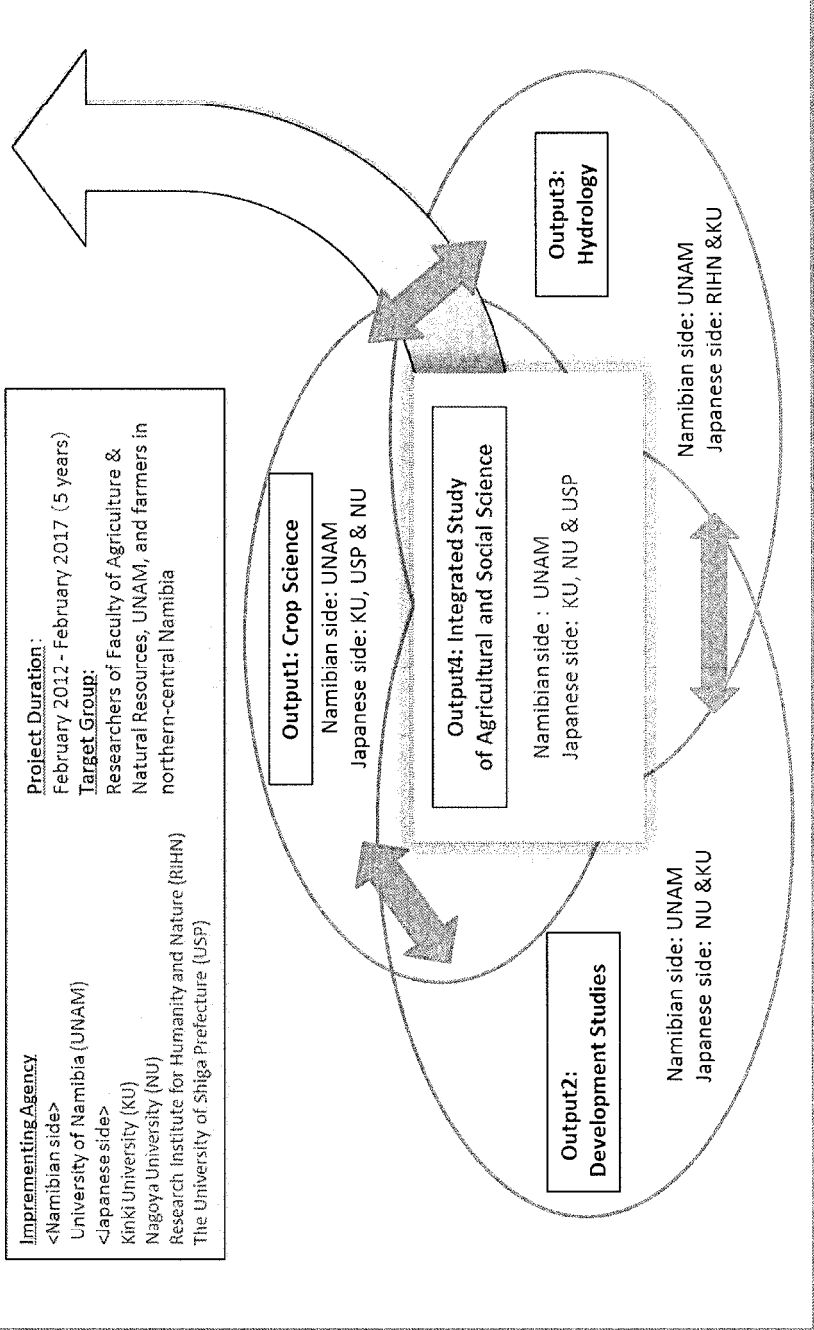 Imprementing Agency
<Namibian side>
University of Namibia (UNAM)
<Japanese side>
Kinki University (KU)
Nagoya University (NU)
Research Institute for Humanity and Nature (RIHN)
The University of Shiga Prefecture (USP)
Project Duration:
February 2012 - February 2017 (5 years)
Target Group:
Researchers of Faculty of Agriculture &
Natural Resources, UNAM, and farmers in
northern-central Namibia
Output1: Crop Science
Namibian side: UNAM
Japanese side: KU, USP & NU
Output4: Integrated Study
of Agricultural and Social Science
Namibian side : UNAM
Japanese side: KU, NU & USP
Output2:
Development Studies
Namibian side: UNAM
Japanese side: NU &KU
Output3:
Hydrology
Namibian side: UNAM
Japanese side: RIHN &KU